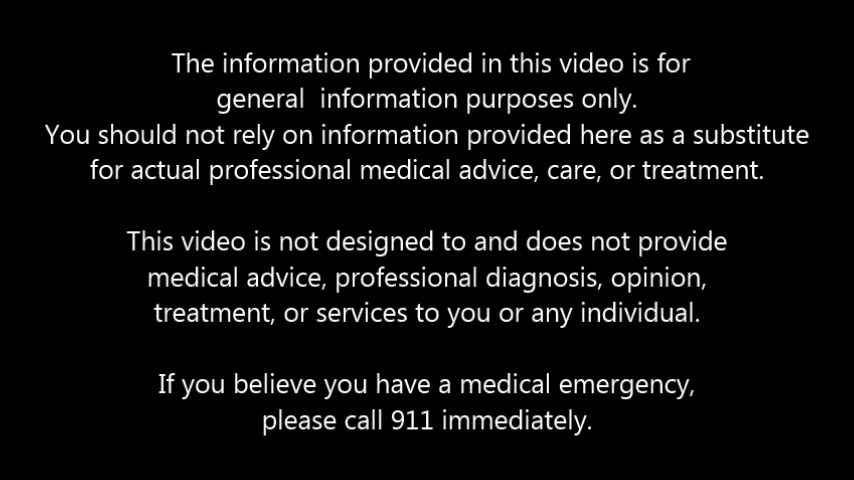 The information provided in this video is for
general  information purposes only.
You should not rely on information provided here as a substitute
for actual professional medical advice, care, or treatment.
This video is not designed to and does not provide
medical advice, professional diagnosis, opinion,
treatment, or services to you or any individual.
If you believe you have a medical emergency,
please call 911 immediately.